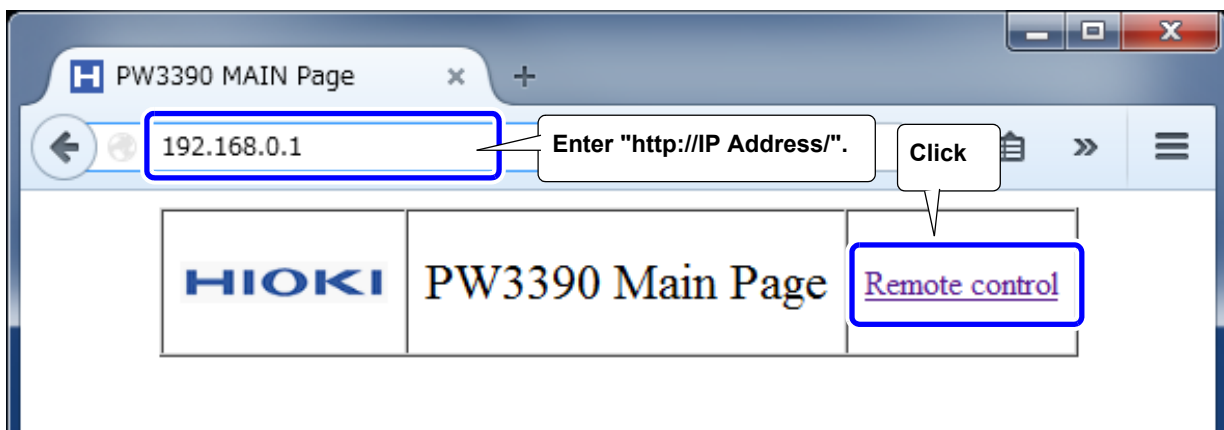 PW3390 MAIN Page
192.168.0.1
Enter "http://IP Address/".
Click
HIOKI
PW3390 Main Page
Remote control